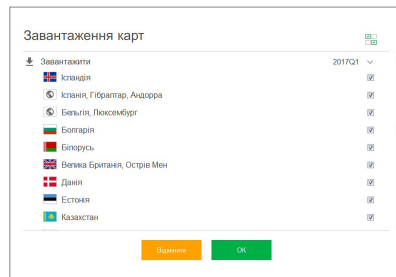 Завантаження карт
Завантажити 2017Q1
Ісландія
Іспанія, Гібралтар, Андорра
Бельгія, Люксембург
Болгарія
Білорусь
Велика Британія, Острів Мен
Данія
Естонія
Казахстан
Відмінити OK